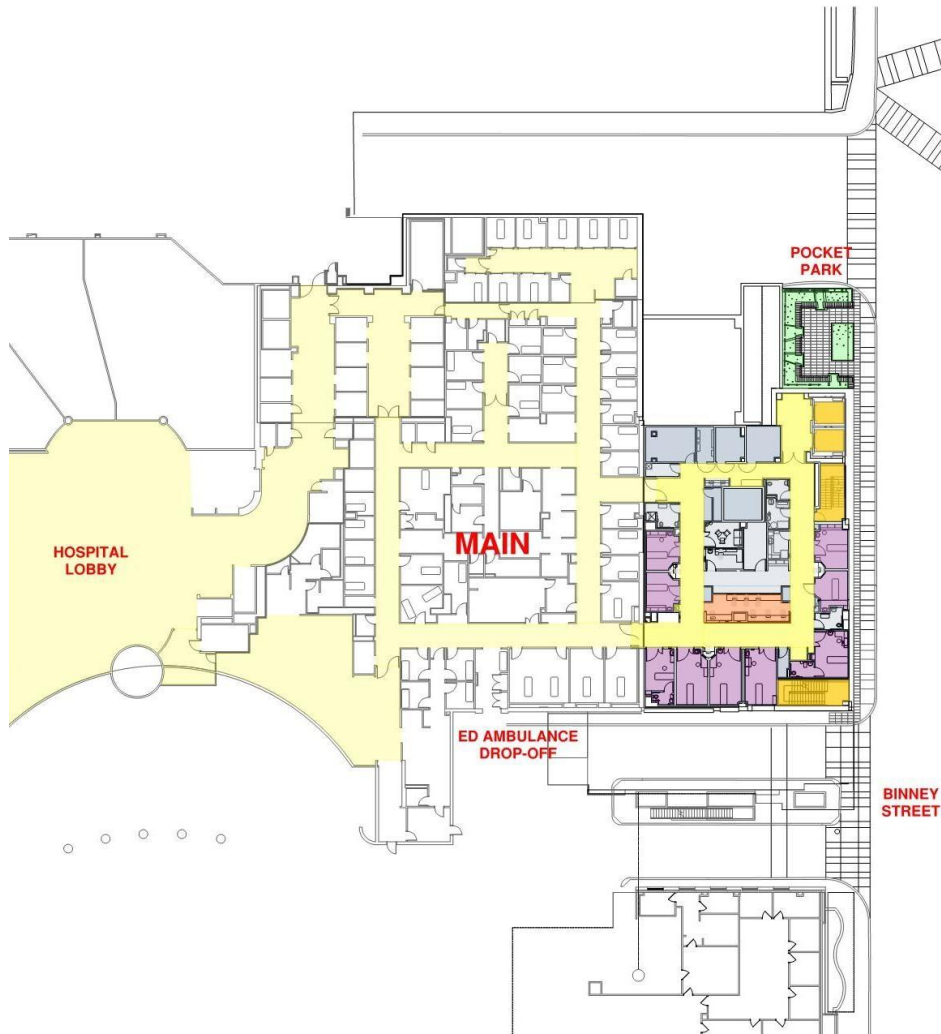 POCKET
PARK
HOSPITAL
LOBBY
MAIN
ED AMBULANCE
DROP-OFF
BINNEY
STREET